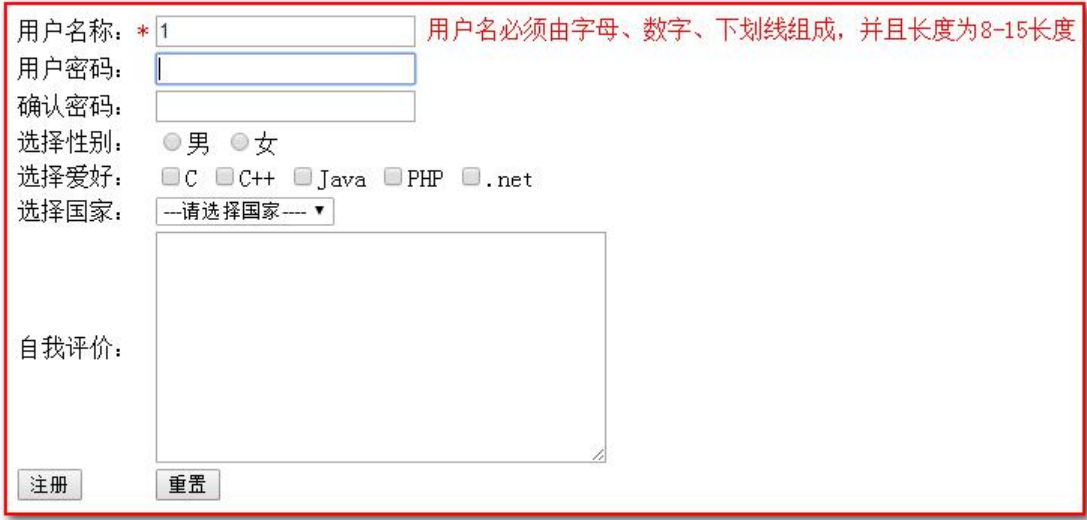 用户名称：* 1 用户名必须由字母、数字、下划线组成，并且长度为8-15长度
用户密码：
确认密码：
选择性别： 男 女
选择爱好： C C++ Java PHP .net
选择国家： ---请选择国家----
自我评价：
注册 重置